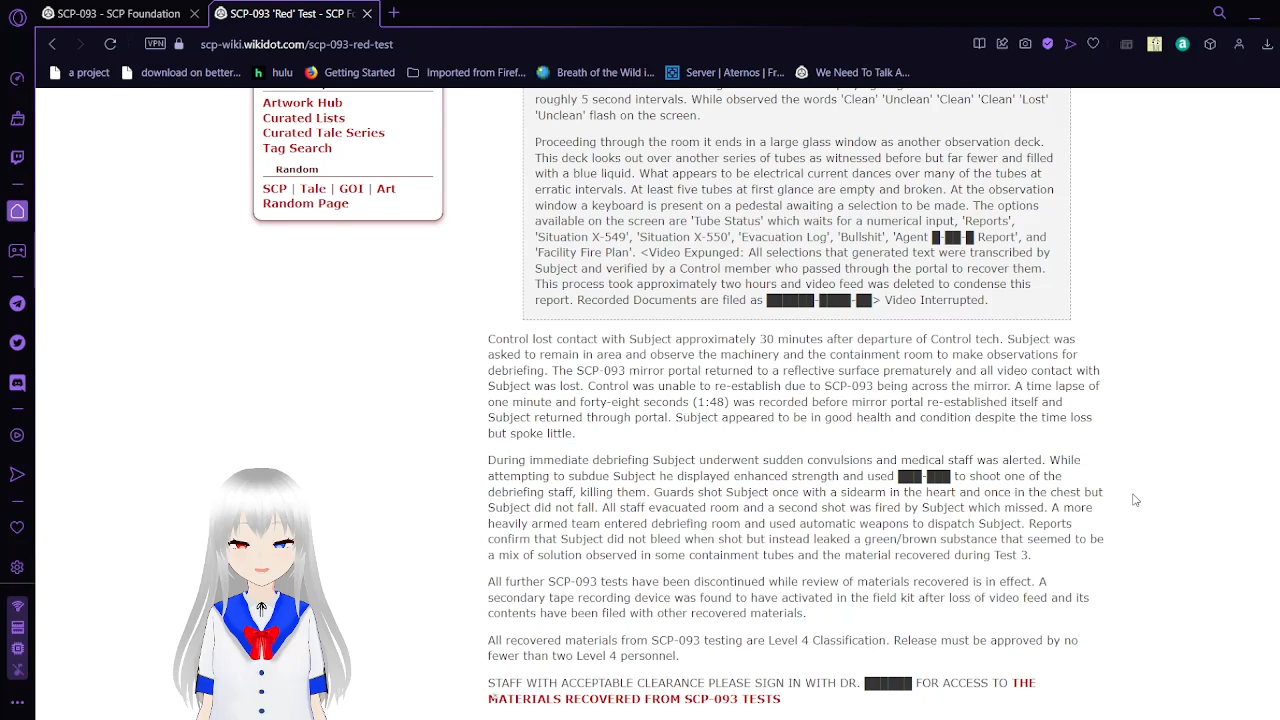 SCP-093 - SCP Foundation
SCP-093 'Red' Test - SCP Fo
VPN
scp-wiki.wikidot.com/scp-093-red-test
a project
download on better...
hulu
Getting Started
Imported from Firef...
Breath of the Wild i...
Server | Aternos | Fr...
We Need To Talk A...
Artwork Hub
Curated Lists
Curated Tale Series
Tag Search
Random
SCP | Tale | GOI | Art
Random Page
roughly 5 second intervals. While observed the words 'Clean' 'Unclean' 'Clean' 'Clean' 'Lost'
'Unclean' flash on the screen.
Proceeding through the room it ends in a large glass window as another observation deck.
This deck looks out over another series of tubes as witnessed before but far fewer and filled
with a blue liquid. What appears to be electrical current dances over many of the tubes at
erratic intervals. At least five tubes at first glance are empty and broken. At the observation
window a keyboard is present on a pedestal awaiting a selection to be made. The options
available on the screen are 'Tube Status' which waits for a numerical input, 'Reports',
'Situation X-549', 'Situation X-550', 'Evacuation Log', 'Bullshit', 'Agent █-██-█ Report', and
'Facility Fire Plan'. <Video Expunged: All selections that generated text were transcribed by
Subject and verified by a Control member who passed through the portal to recover them.
This process took approximately two hours and video feed was deleted to condense this
report. Recorded Documents are filed as ██████-████-██> Video Interrupted.
Control lost contact with Subject approximately 30 minutes after departure of Control tech. Subject was
asked to remain in area and observe the machinery and the containment room to make observations for
debriefing. The SCP-093 mirror portal returned to a reflective surface prematurely and all video contact with
Subject was lost. Control was unable to re-establish due to SCP-093 being across the mirror. A time lapse of
one minute and forty-eight seconds (1:48) was recorded before mirror portal re-established itself and
Subject returned through portal. Subject appeared to be in good health and condition despite the time loss
but spoke little.
During immediate debriefing Subject underwent sudden convulsions and medical staff was alerted. While
attempting to subdue Subject he displayed enhanced strength and used ███-███ to shoot one of the
debriefing staff, killing them. Guards shot Subject once with a sidearm in the heart and once in the chest but
Subject did not fall. All staff evacuated room and a second shot was fired by Subject which missed. A more
heavily armed team entered debriefing room and used automatic weapons to dispatch Subject. Reports
confirm that Subject did not bleed when shot but instead leaked a green/brown substance that seemed to be
a mix of solution observed in some containment tubes and the material recovered during Test 3.
All further SCP-093 tests have been discontinued while review of materials recovered is in effect. A
secondary tape recording device was found to have activated in the field kit after loss of video feed and its
contents have been filed with other recovered materials.
All recovered materials from SCP-093 testing are Level 4 Classification. Release must be approved by no
fewer than two Level 4 personnel.
STAFF WITH ACCEPTABLE CLEARANCE PLEASE SIGN IN WITH DR. ██████ FOR ACCESS TO THE
MATERIALS RECOVERED FROM SCP-093 TESTS